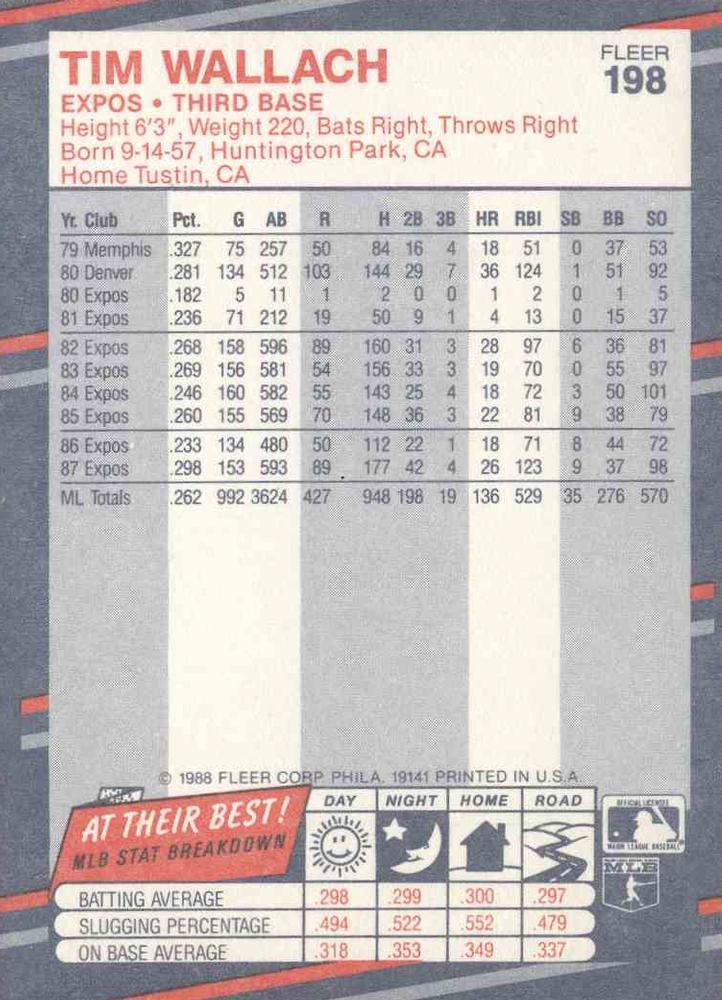 TIM WALLACH
FLEER
198
EXPOS • THIRD BASE
Height 6'3", Weight 220, Bats Right, Throws Right
Born 9-14-57, Huntington Park, CA
Home Tustin, CA
Yr. Club Pct. G AB R H 2B 3B HR RBI SB BB SO
79 Memphis .327 75 257 50 84 16 4 18 51 0 37 53
80 Denver .281 134 512 103 144 29 7 36 124 1 51 92
80 Expos .182 5 11 1 2 0 0 1 2 0 1 5
81 Expos .236 71 212 19 50 9 1 4 13 0 15 37
82 Expos .268 158 596 89 160 31 3 28 97 6 36 81
83 Expos .269 156 581 54 156 33 3 19 70 0 55 97
84 Expos .246 160 582 55 143 25 4 18 72 3 50 101
85 Expos .260 155 569 70 148 36 3 22 81 9 38 79
86 Expos .233 134 480 50 112 22 1 18 71 8 44 72
87 Expos .298 153 593 89 177 42 4 26 123 9 37 98
ML Totals .262 992 3624 427 948 198 19 136 529 35 276 570
© 1988 FLEER CORP PHILA. 19141 PRINTED IN U.S.A.
AT THEIR BEST!
MLB STAT BREAKDOWN
DAY NIGHT HOME ROAD
BATTING AVERAGE .298 .299 .300 .297
SLUGGING PERCENTAGE .494 .522 .552 .479
ON BASE AVERAGE .318 .353 .349 .337
OFFICIAL LICENSEE
MAJOR LEAGUE BASEBALL
MLB